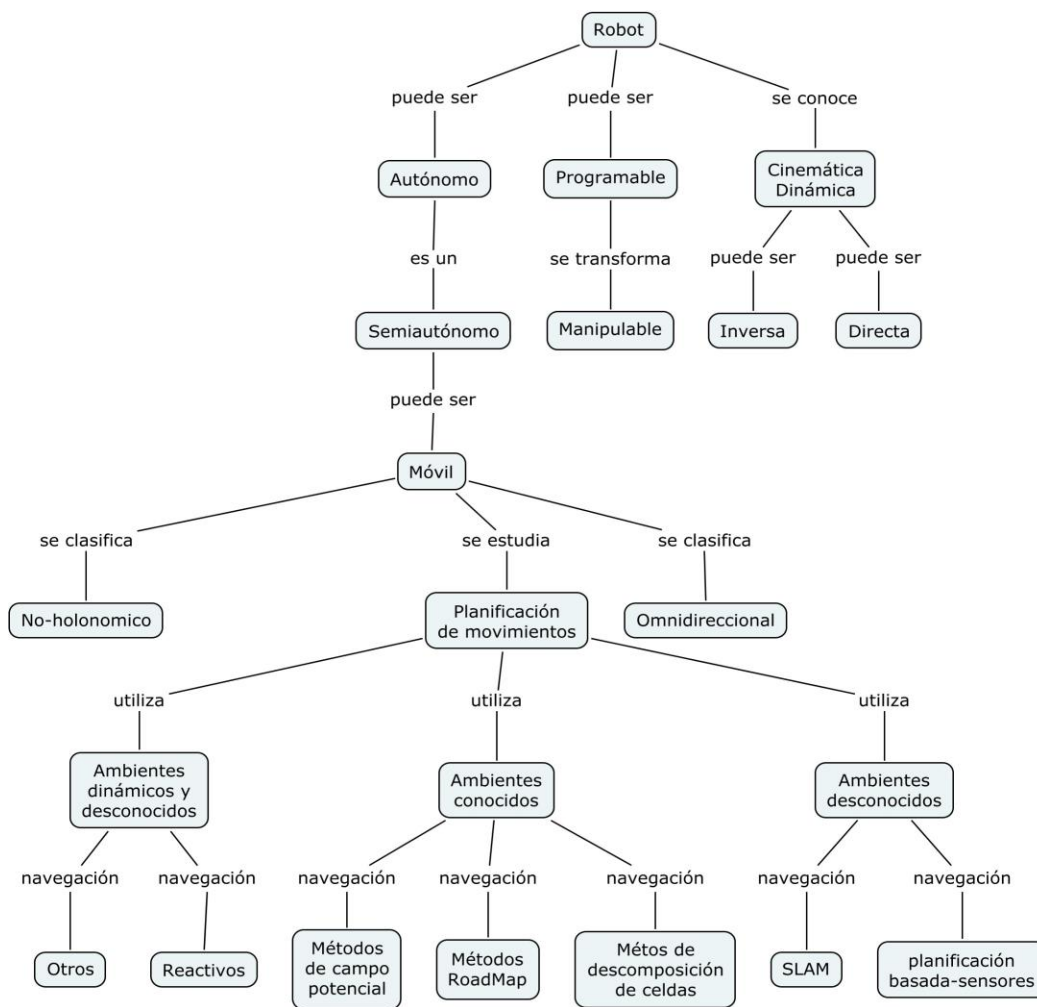 Robot
puede ser
puede ser
se conoce
Autónomo
Programable
Cinemática
Dinámica
es un
se transforma
puede ser
puede ser
Semiautónomo
Manipulable
Inversa
Directa
puede ser
Móvil
se clasifica
se estudia
se clasifica
No-holonomico
Planificación
de movimientos
Omnidireccional
utiliza
utiliza
utiliza
Ambientes
dinámicos y
desconocidos
Ambientes
conocidos
Ambientes
desconocidos
navegación
navegación
navegación
navegación
navegación
navegación
navegación
Otros
Reactivos
Métodos
de campo
potencial
Métodos
RoadMap
Métos de
descomposición
de celdas
SLAM
planificación
basada-sensores